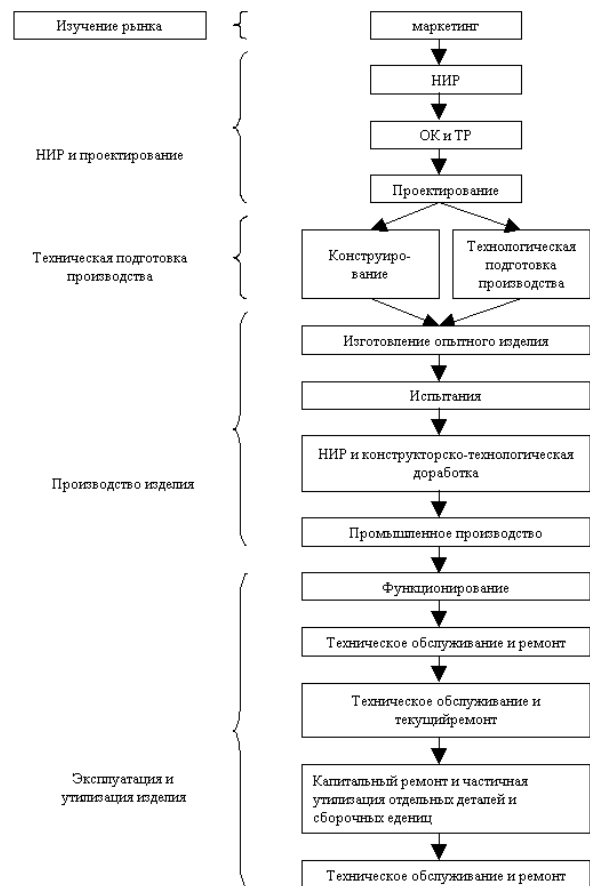 Изучение рынка
маркетинг
НИР
ОК и ТР
НИР и проектирование
Проектирование
Техническая подготовка
производства
Конструиро-
вание
Технологическая
подготовка
производства
Изготовление опытного изделия
Испытания
НИР и конструкторско-технологическая
доработка
Производство изделия
Промышленное производство
Функционирование
Техническое обслуживание и ремонт
Техническое обслуживание и
текущийремонт
Эксплуатация и
утилизация изделия
Капитальный ремонт и частичная
утилизация отдельных деталей и
сборочных едениц
Техническое обслуживание и ремонт